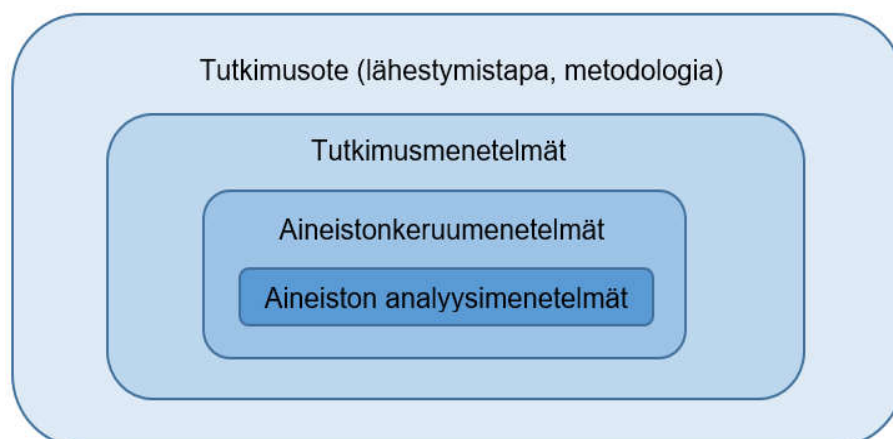 Tutkimusote (lähestymistapa, metodologia)
Tutkimusmenetelmät
Aineistonkeruumenetelmät
Aineiston analyysimenetelmät